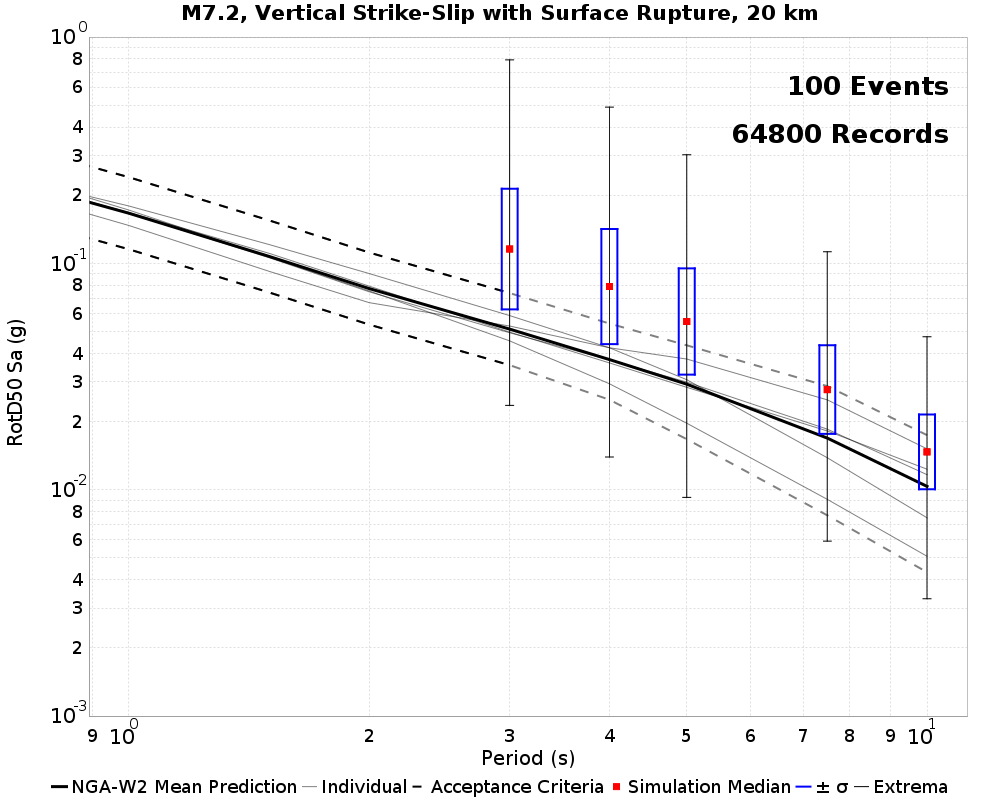 M7.2, Vertical Strike-Slip with Surface Rupture, 20 km
100 Events
64800 Records
RotD50 Sa (g)
10^0
8
6
4
3
2
10^-1
8
6
4
3
2
10^-2
8
6
4
3
2
10^-3
9 10^0 2 3 4 5 6 7 8 9 10^1
Period (s)
NGA-W2 Mean Prediction Individual Acceptance Criteria Simulation Median ± σ Extrema